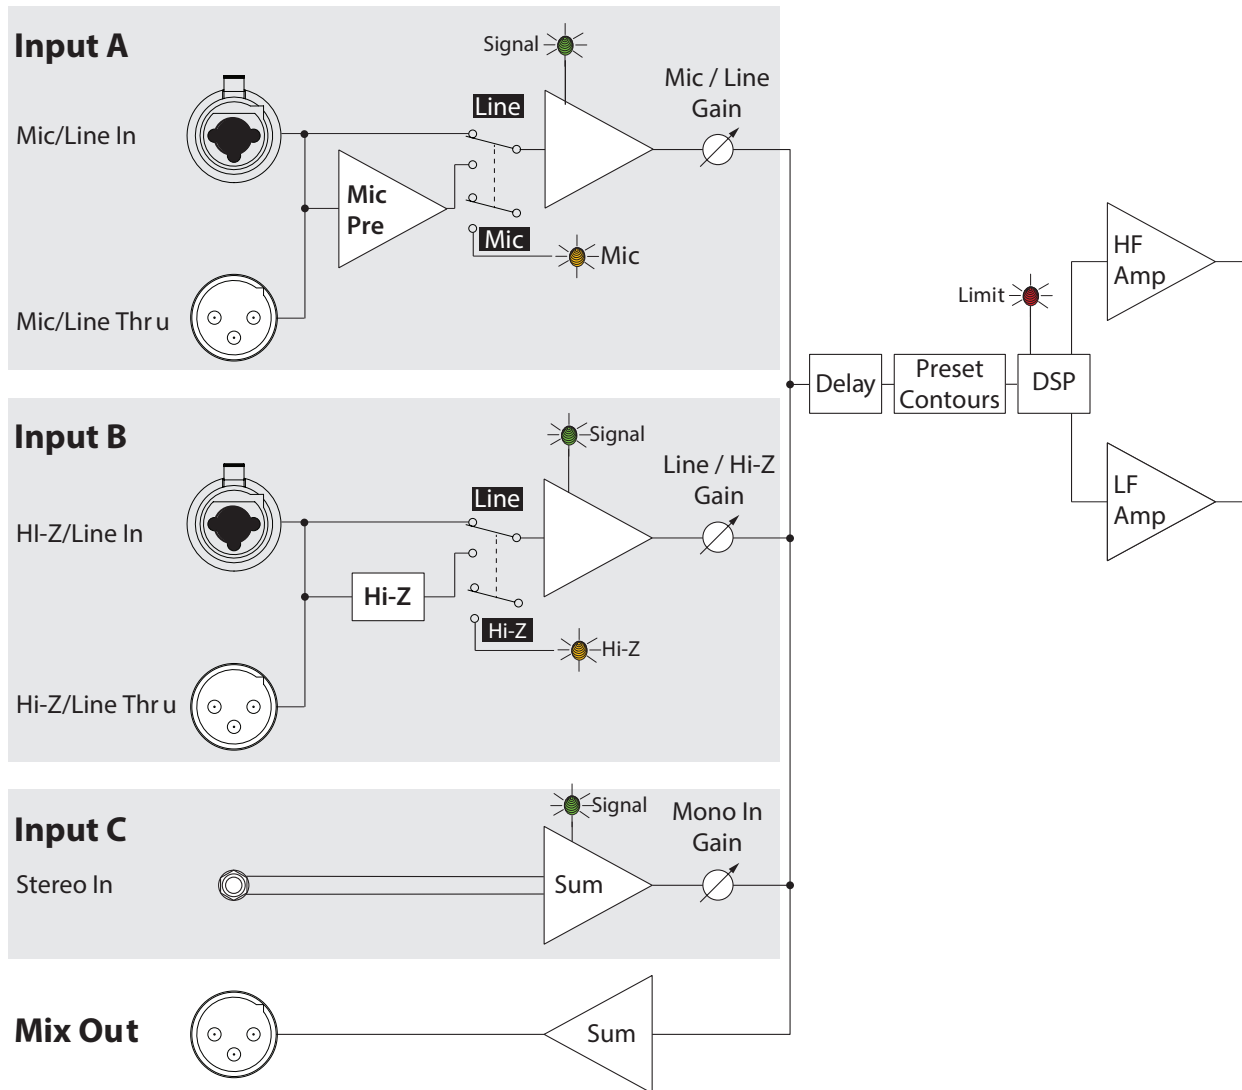 Input A
Signal
Mic / Line
Gain
Line
Mic/Line In
Mic
Pre
Mic
Mic
Mic/Line Thru
HF
Amp
Limit
Delay
Preset
Contours
DSP
LF
Amp
Input B
Signal
Line / Hi-Z
Gain
Line
HI-Z/Line In
Hi-Z
Hi-Z
Hi-Z
Hi-Z/Line Thru
Input C
Signal
Mono In
Gain
Stereo In
Sum
Mix Out
Sum